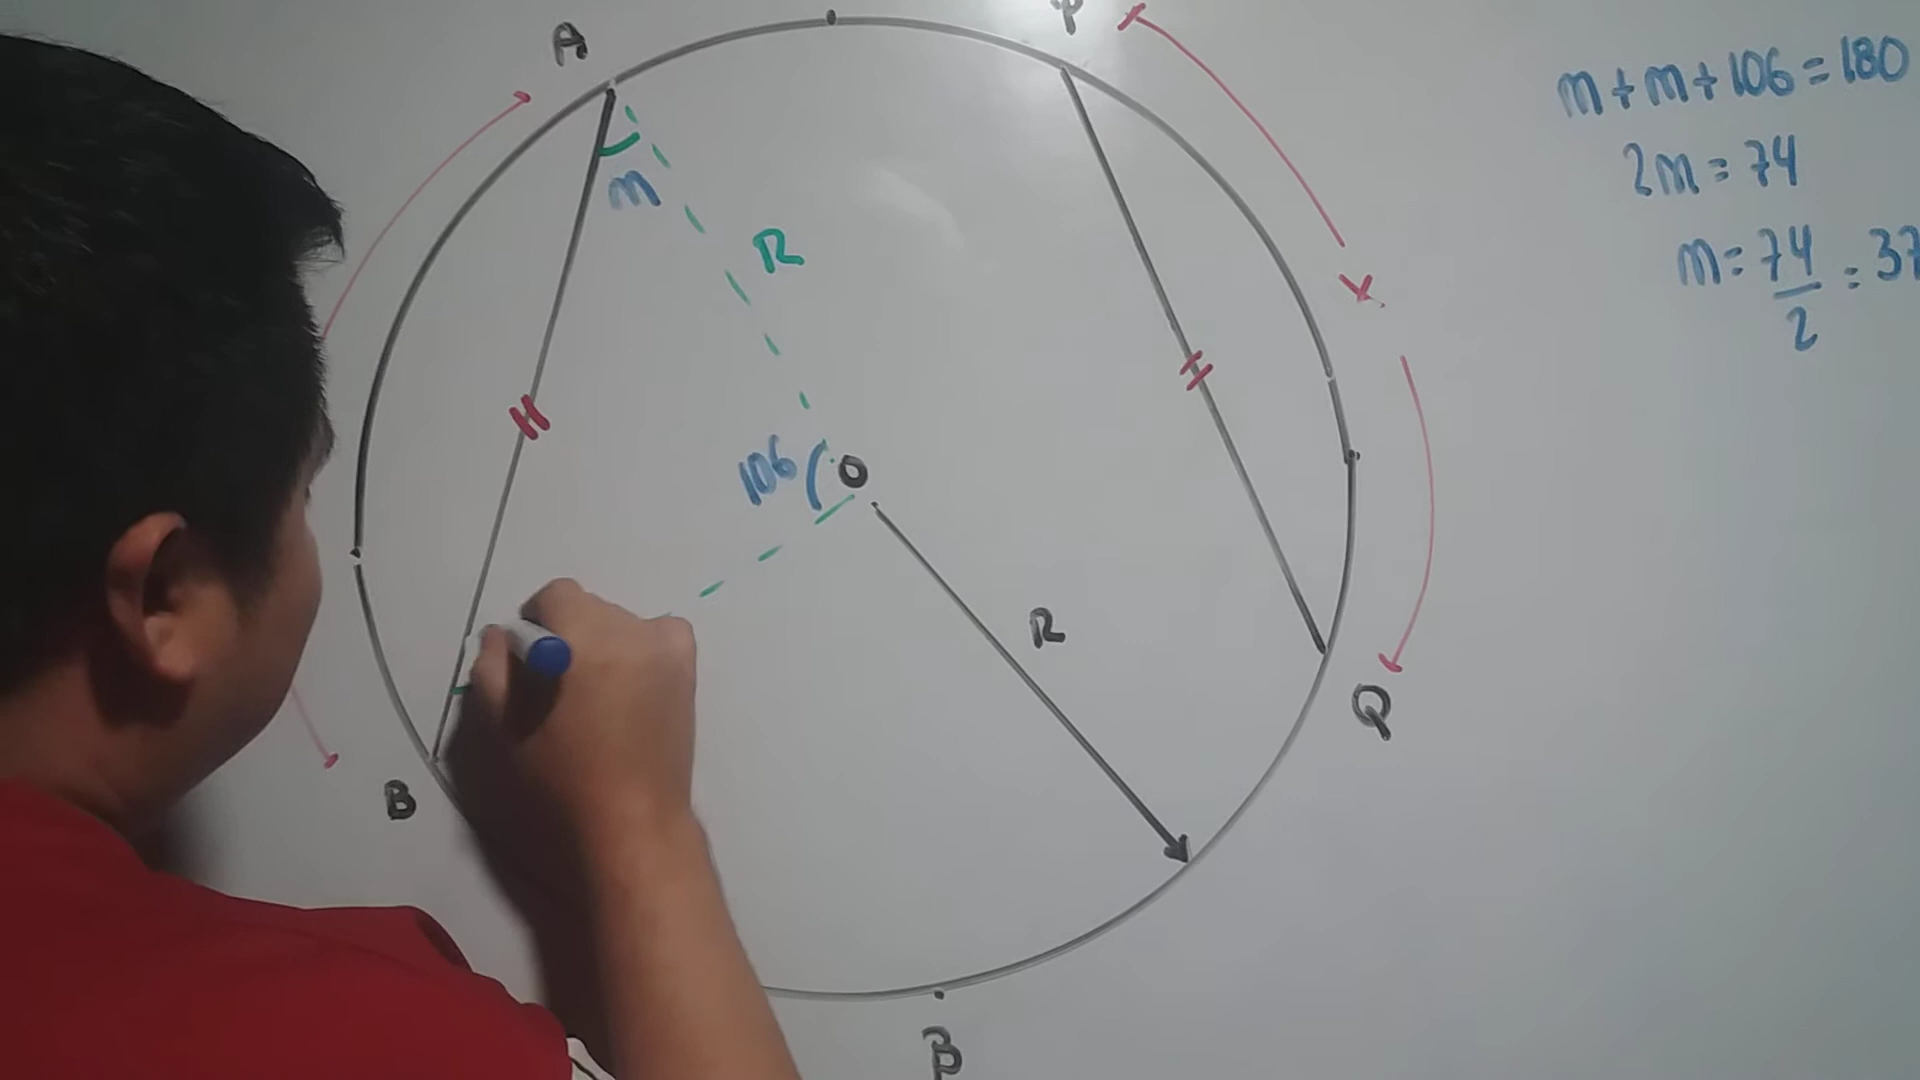 A
m + m + 106 = 180
2m = 74
m = 74/2 = 37
m
R
x
106
O
R
Q
B
β